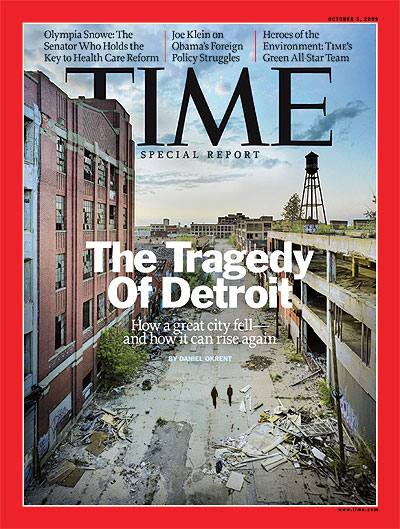 OCTOBER 5, 2009
Olympia Snowe: The
Senator Who Holds the
Key to Health Care Reform
Joe Klein on
Obama's Foreign
Policy Struggles
Heroes of the
Environment: TIME's
Green All-Star Team
TIME
SPECIAL REPORT
The Tragedy
Of Detroit
How a great city fell—
and how it can rise again
BY DANIEL OKRENT
www.time.com